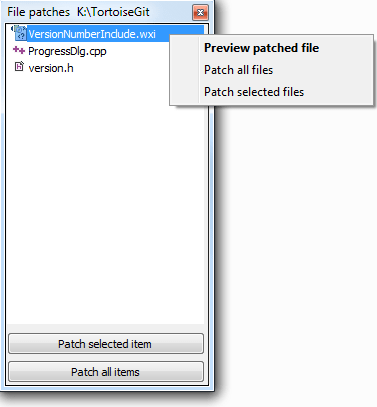 File patches K:\TortoiseGit
VersionNumberInclude.wxi
ProgressDlg.cpp
version.h
Preview patched file
Patch all files
Patch selected files
Patch selected item
Patch all items